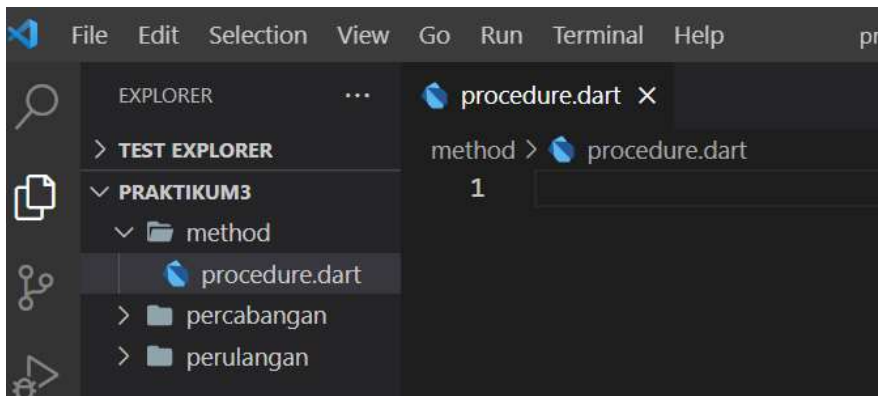 File Edit Selection View Go Run Terminal Help pr
EXPLORER ...
procedure.dart ×
> TEST EXPLORER
method > procedure.dart
PRAKTIKUM3
1
method
procedure.dart
> percabangan
> perulangan